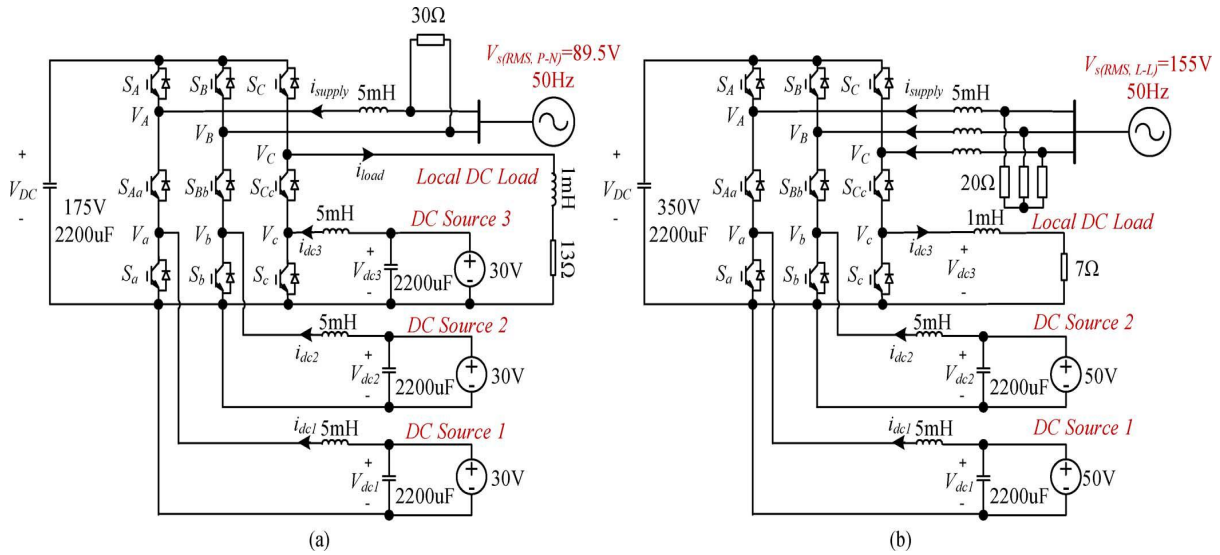 30Ω
V_s(RMS, P-N)=89.5V
50Hz
S_A
S_B
S_C
i_supply
5mH
V_A
V_B
V_C
i_load
Local DC Load
1mH
13Ω
+
V_DC
-
175V
2200uF
S_Aa
S_Bb
S_Cc
5mH
DC Source 3
V_a
V_b
V_c
i_dc3
+
V_dc3
-
2200uF
30V
S_a
S_b
S_c
5mH
DC Source 2
i_dc2
+
V_dc2
-
2200uF
30V
i_dc1
5mH
DC Source 1
+
V_dc1
-
2200uF
30V
(a)
V_s(RMS, L-L)=155V
50Hz
S_A
S_B
S_C
i_supply
5mH
V_A
V_B
V_C
20Ω
+
V_DC
-
350V
2200uF
S_Aa
S_Bb
S_Cc
1mH
Local DC Load
V_a
V_b
V_c
i_dc3
+
V_dc3
-
7Ω
S_a
S_b
S_c
5mH
DC Source 2
i_dc2
+
V_dc2
-
2200uF
50V
i_dc1
5mH
DC Source 1
+
V_dc1
-
2200uF
50V
(b)